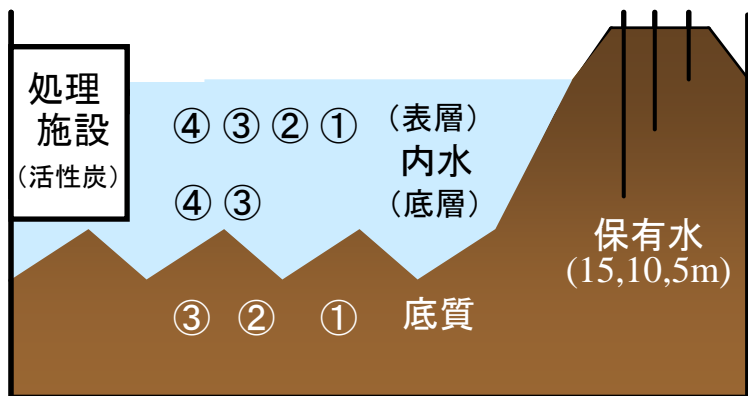 処理
施設
(活性炭)
④ ③ ② ① (表層)
内水
④ ③ (底層)
保有水
(15,10,5m)
③ ② ① 底質